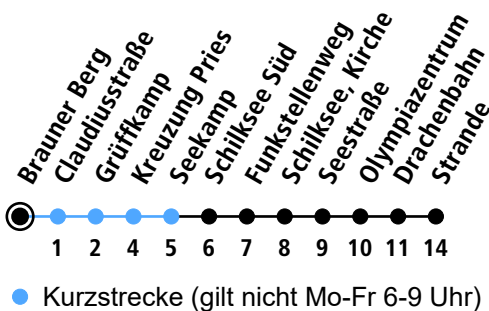 Brauner Berg
Claudiusstraße
Grüffkamp
Kreuzung Pries
Seekamp
Schilksee Süd
Funkstellenweg
Schilksee, Kirche
Seestraße
Olympiazentrum
Drachenbahn
Strande
1 2 4 5 6 7 8 9 10 11 14
Kurzstrecke (gilt nicht Mo-Fr 6-9 Uhr)